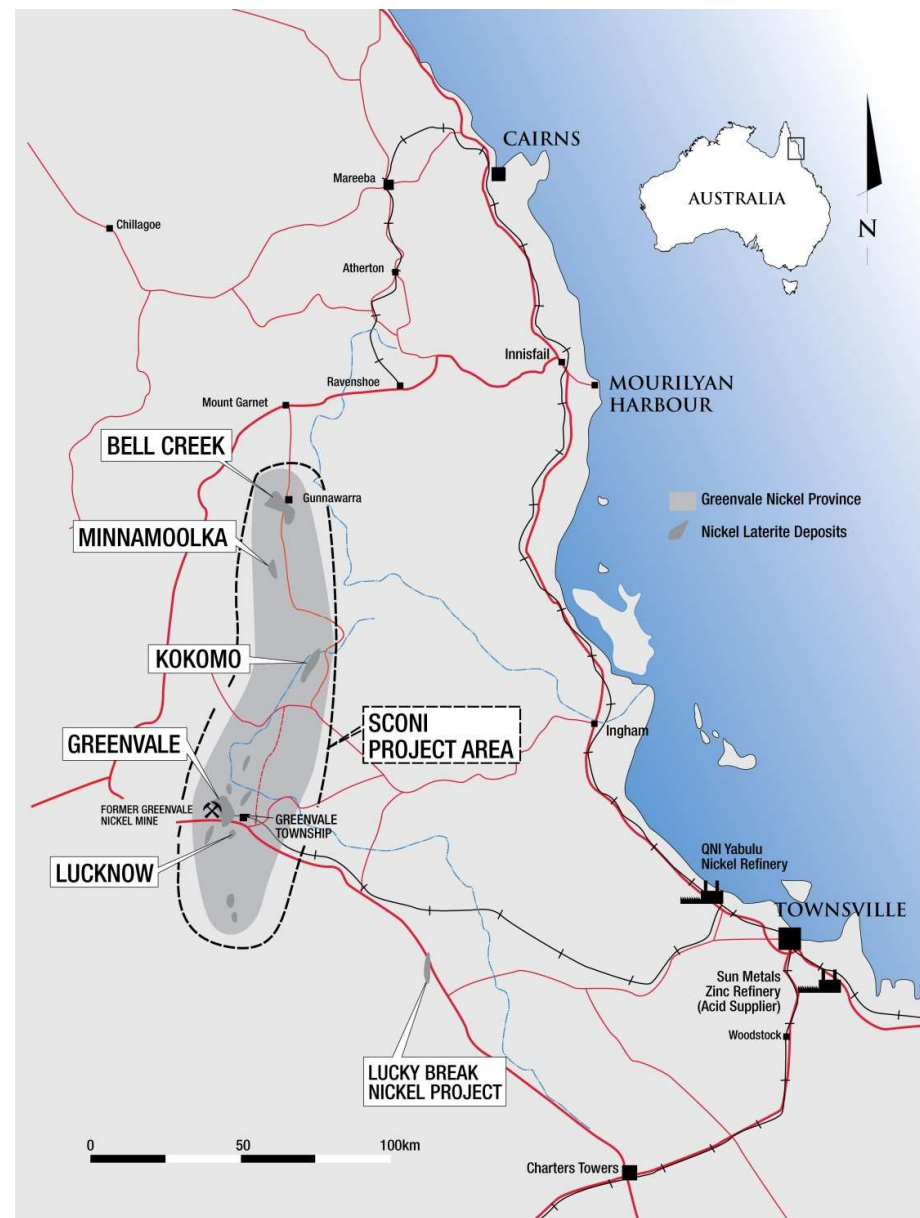 CAIRNS
Mareeba
AUSTRALIA
N
Chillagoe
Atherton
Innisfail
Ravenshoe
MOURILYAN
HARBOUR
Mount Garnet
BELL CREEK
Gunnawarra
Greenvale Nickel Province
Nickel Laterite Deposits
MINNAMOOLKA
KOKOMO
SCONI
PROJECT AREA
Ingham
GREENVALE
FORMER GREENVALE
NICKEL MINE
GREENVALE
TOWNSHIP
LUCKNOW
QNI Yabulu
Nickel Refinery
TOWNSVILLE
Sun Metals
Zinc Refinery
(Acid Supplier)
Woodstock
LUCKY BREAK
NICKEL PROJECT
0 50 100km
Charters Towers